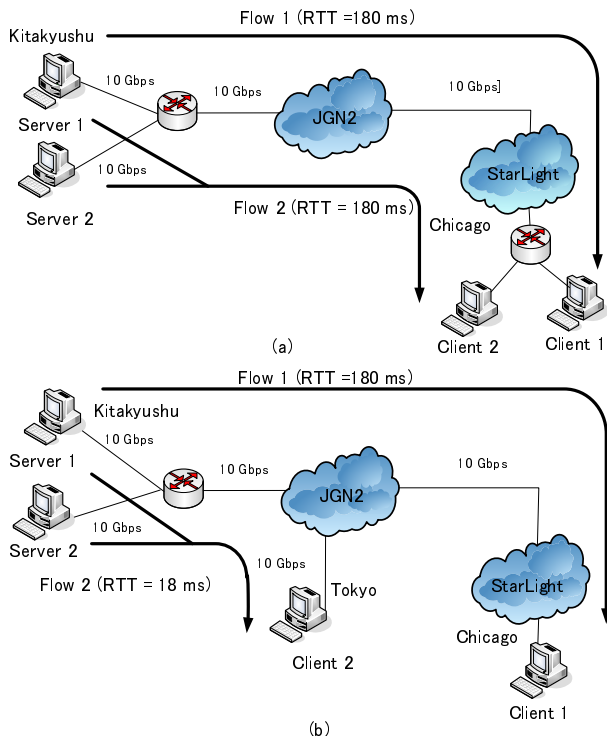 Flow 1 (RTT =180 ms)
Kitakyushu
10 Gbps
10 Gbps
10 Gbps]
JGN2
Server 1
StarLight
10 Gbps
Flow 2 (RTT = 180 ms)
Server 2
Chicago
Client 2
Client 1
(a)
Flow 1 (RTT =180 ms)
Kitakyushu
10 Gbps
Server 1
10 Gbps
10 Gbps
JGN2
10 Gbps
Server 2
10 Gbps
Flow 2 (RTT = 18 ms)
Tokyo
StarLight
Chicago
Client 2
Client 1
(b)